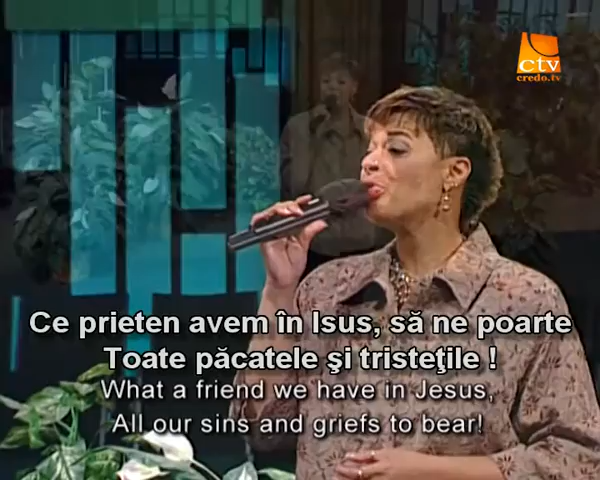 ctv
credo.tv
Ce prieten avem în Isus, să ne poarte
Toate păcatele şi tristeţile !
What a friend we have in Jesus,
All our sins and griefs to bear!